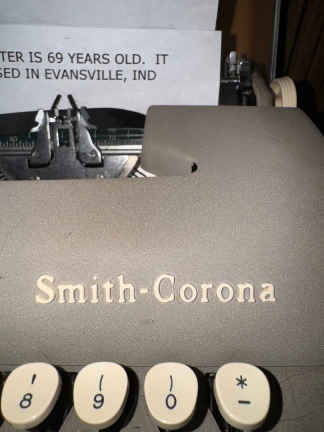 TER IS 69 YEARS OLD. IT
SED IN EVANSVILLE, IND
Smith-Corona
' ( ) *
8 9 0 -